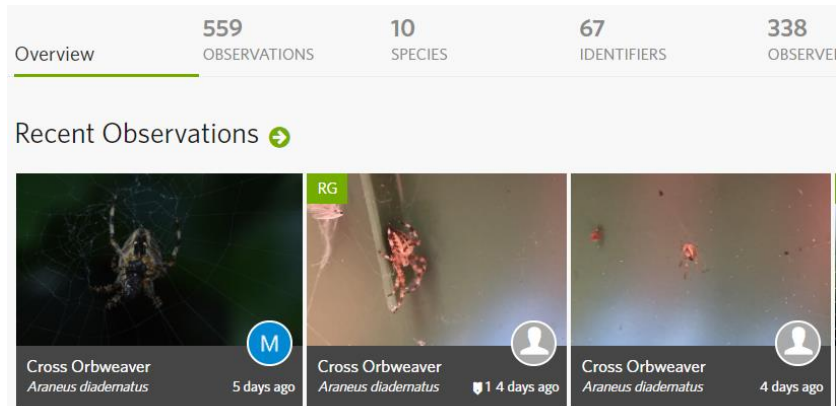 Overview
559
OBSERVATIONS
10
SPECIES
67
IDENTIFIERS
338
Recent Observations
Cross Orbweaver
Araneus diadematus
5 days ago
RG
Cross Orbweaver
Araneus diadematus
1 4 days ago
Cross Orbweaver
Araneus diadematus
4 days ago
M